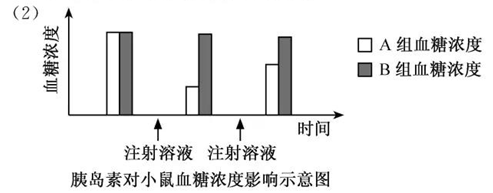 (2)
血糖浓度
A 组血糖浓度
B 组血糖浓度
时间
注射溶液 注射溶液
胰岛素对小鼠血糖浓度影响示意图